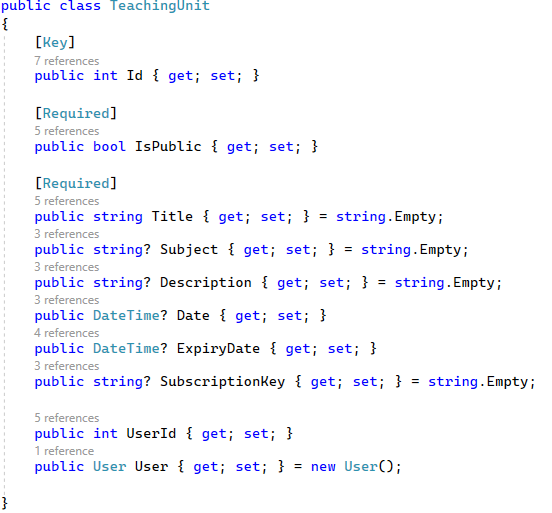 public class TeachingUnit
{
[Key]
7 references
public int Id { get; set; }
[Required]
5 references
public bool IsPublic { get; set; }
[Required]
5 references
public string Title { get; set; } = string.Empty;
3 references
public string? Subject { get; set; } = string.Empty;
3 references
public string? Description { get; set; } = string.Empty;
3 references
public DateTime? Date { get; set; }
4 references
public DateTime? ExpiryDate { get; set; }
3 references
public string? SubscriptionKey { get; set; } = string.Empty;
5 references
public int UserId { get; set; }
1 reference
public User User { get; set; } = new User();
}